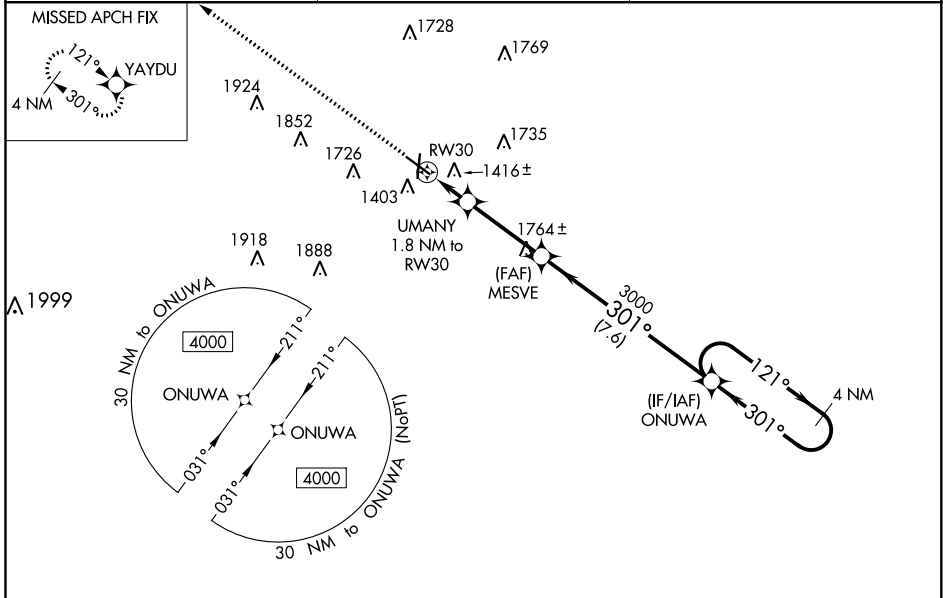 MISSED APCH FIX
121°
YAYDU
4 NM
301°
1728
1769
1924
1852
1735
1726
RW30
1416±
1403
UMANY
1.8 NM to
RW30
1764±
(FAF)
MESVE
1918
1888
1999
3000
301°
(7.6)
30 NM to ONUWA
4000
211°
ONUWA
031°
211°
ONUWA
4000
031°
30 NM to ONUWA (NoPT)
(IF/IAF)
ONUWA
121°
301°
4 NM